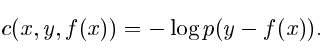 c(x, y, f(x)) = − log p(y − f(x)).